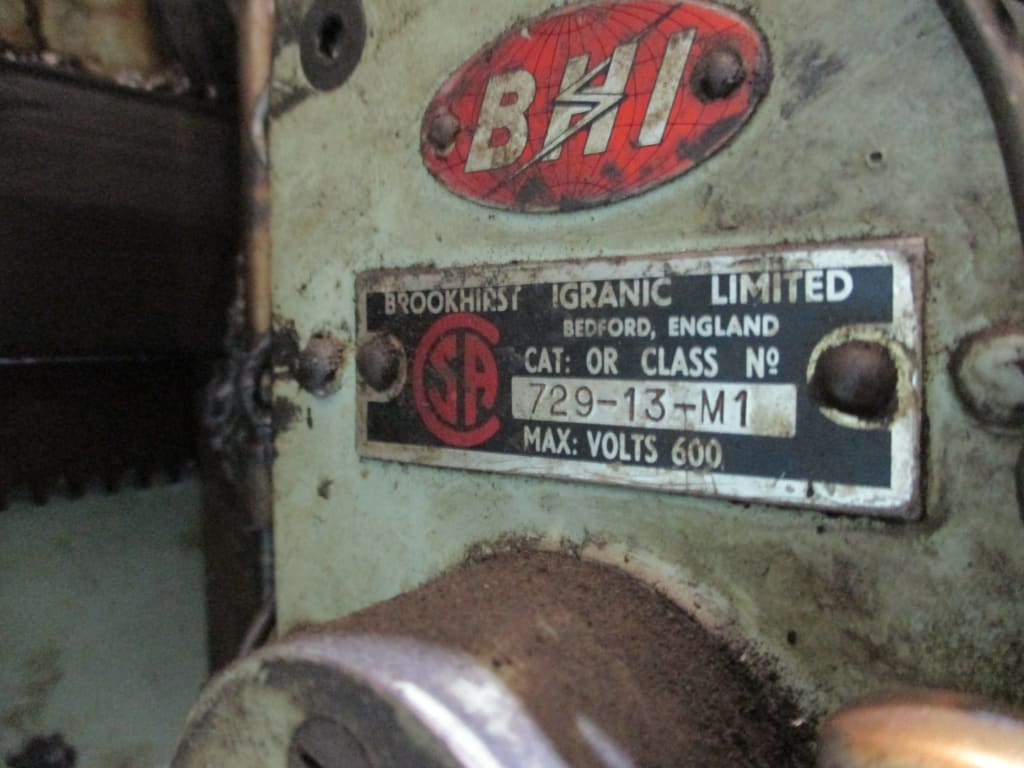 BHI
BROOKHIRST IGRANIC LIMITED
BEDFORD, ENGLAND
CSA
CAT: OR CLASS Nº
729-13-M1
MAX: VOLTS 600